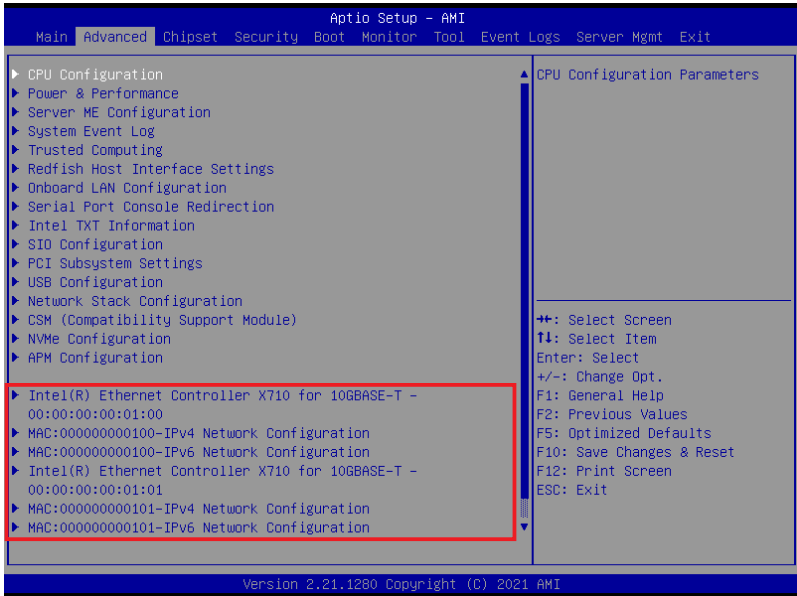 Aptio Setup - AMI
Main Advanced Chipset Security Boot Monitor Tool Event Logs Server Mgmt Exit
CPU Configuration
Power & Performance
Server ME Configuration
System Event Log
Trusted Computing
Redfish Host Interface Settings
Onboard LAN Configuration
Serial Port Console Redirection
Intel TXT Information
SIO Configuration
PCI Subsystem Settings
USB Configuration
Network Stack Configuration
CSM (Compatibility Support Module)
NVMe Configuration
APM Configuration
Intel(R) Ethernet Controller X710 for 10GBASE-T -
00:00:00:00:01:00
MAC:000000000100-IPv4 Network Configuration
MAC:000000000100-IPv6 Network Configuration
Intel(R) Ethernet Controller X710 for 10GBASE-T -
00:00:00:00:01:01
MAC:000000000101-IPv4 Network Configuration
MAC:000000000101-IPv6 Network Configuration
CPU Configuration Parameters
→←: Select Screen
↑↓: Select Item
Enter: Select
+/-: Change Opt.
F1: General Help
F2: Previous Values
F5: Optimized Defaults
F10: Save Changes & Reset
F12: Print Screen
ESC: Exit
Version 2.21.1280 Copyright (C) 2021 AMI